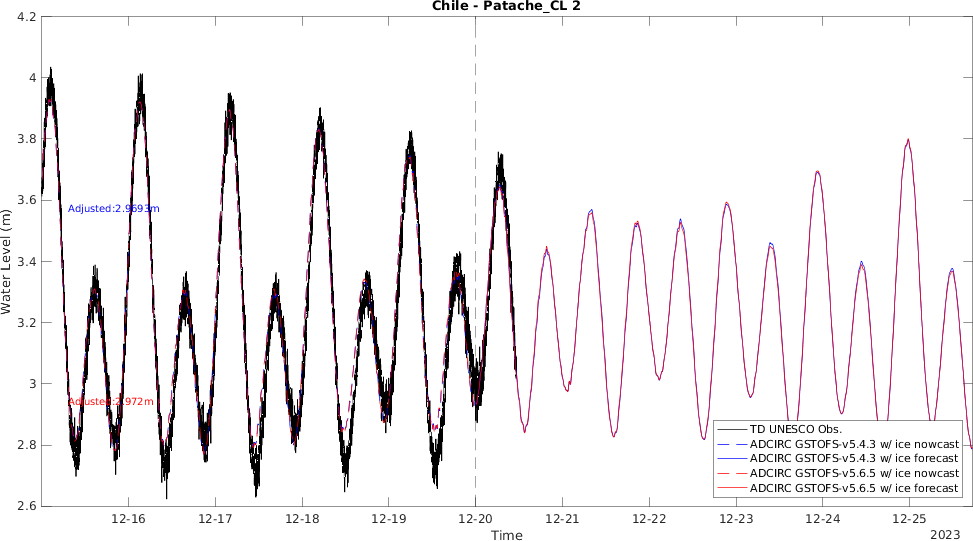 Chile - Patache_CL 2
4.2
4
3.8
3.6
3.4
3.2
3
2.8
2.6
Water Level (m)
Adjusted:2.9693m
Adjusted:2.972m
TD UNESCO Obs.
ADCIRC GSTOFS-v5.4.3 w/ ice nowcast
ADCIRC GSTOFS-v5.4.3 w/ ice forecast
ADCIRC GSTOFS-v5.6.5 w/ ice nowcast
ADCIRC GSTOFS-v5.6.5 w/ ice forecast
12-16 12-17 12-18 12-19 12-20 12-21 12-22 12-23 12-24 12-25
Time
2023